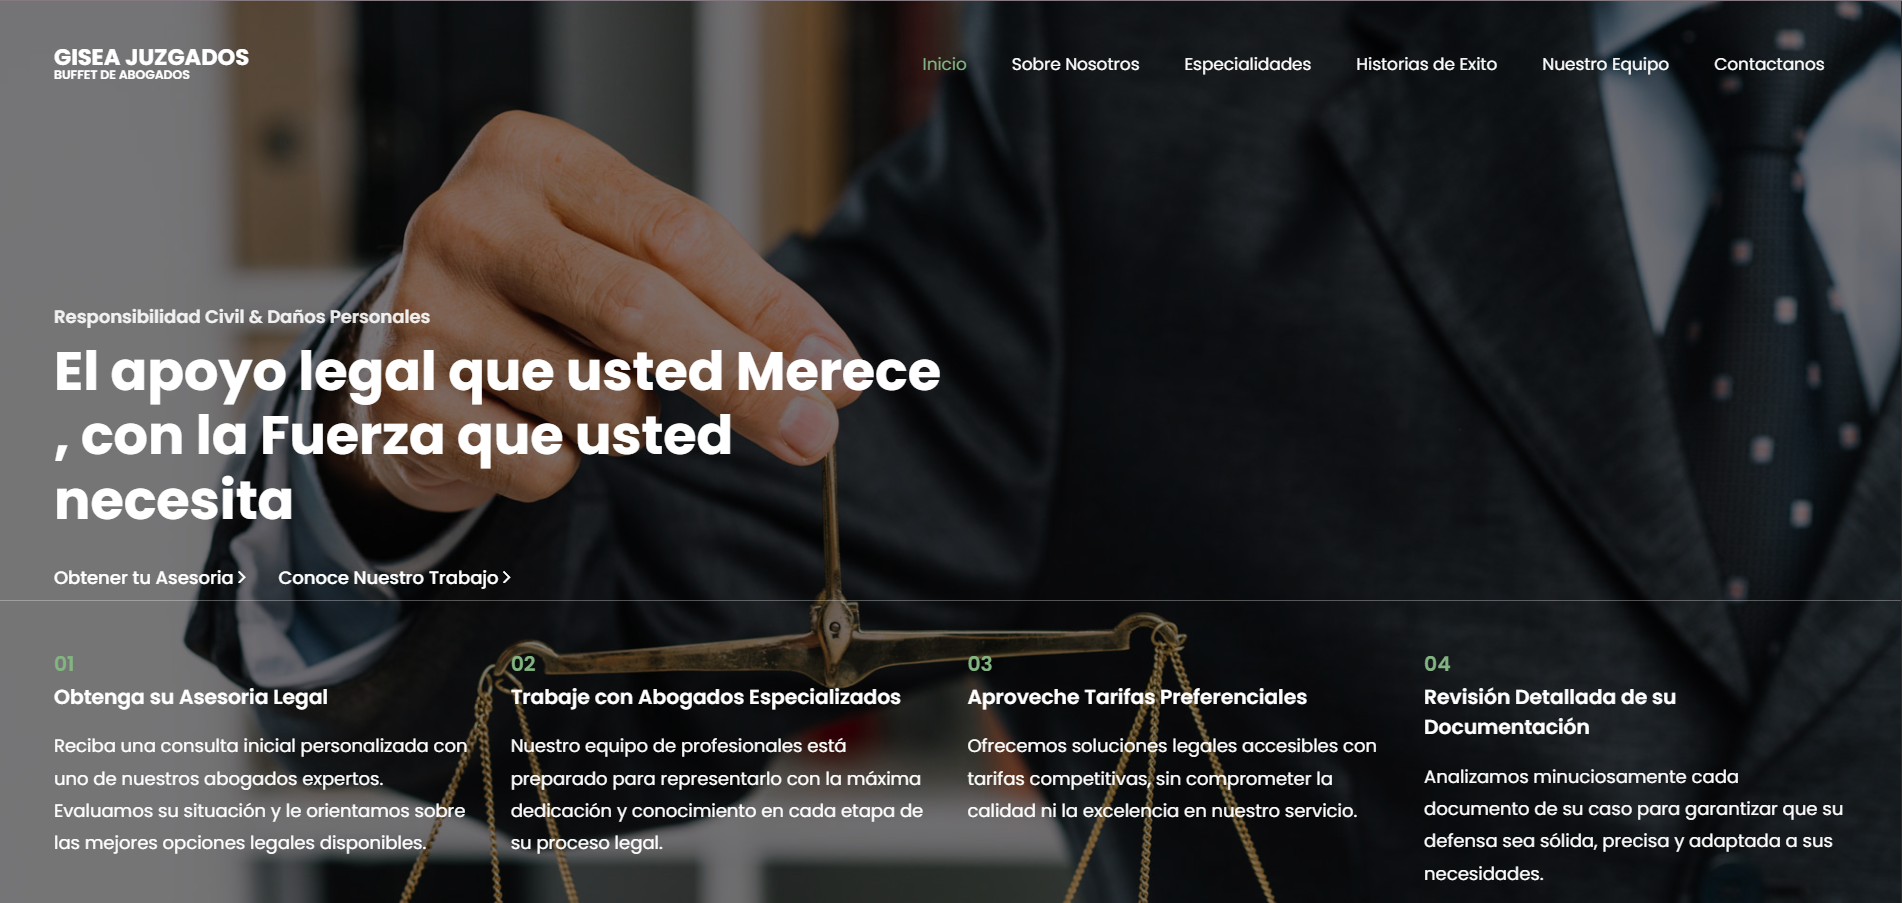 GISEA JUZGADOS
BUFFET DE ABOGADOS
Inicio
Sobre Nosotros
Especialidades
Historias de Exito
Nuestro Equipo
Contactanos
Responsibilidad Civil & Daños Personales
El apoyo legal que usted Merece
, con la Fuerza que usted
necesita
Obtener tu Asesoria
Conoce Nuestro Trabajo
01
Obtenga su Asesoria Legal
Reciba una consulta inicial personalizada con
uno de nuestros abogados expertos.
Evaluamos su situación y le orientamos sobre
las mejores opciones legales disponibles.
02
Trabaje con Abogados Especializados
Nuestro equipo de profesionales está
preparado para representarlo con la máxima
dedicación y conocimiento en cada etapa de
su proceso legal.
03
Aproveche Tarifas Preferenciales
Ofrecemos soluciones legales accesibles con
tarifas competitivas, sin comprometer la
calidad ni la excelencia en nuestro servicio.
04
Revisión Detallada de su
Documentación
Analizamos minuciosamente cada
documento de su caso para garantizar que su
defensa sea sólida, precisa y adaptada a sus
necesidades.